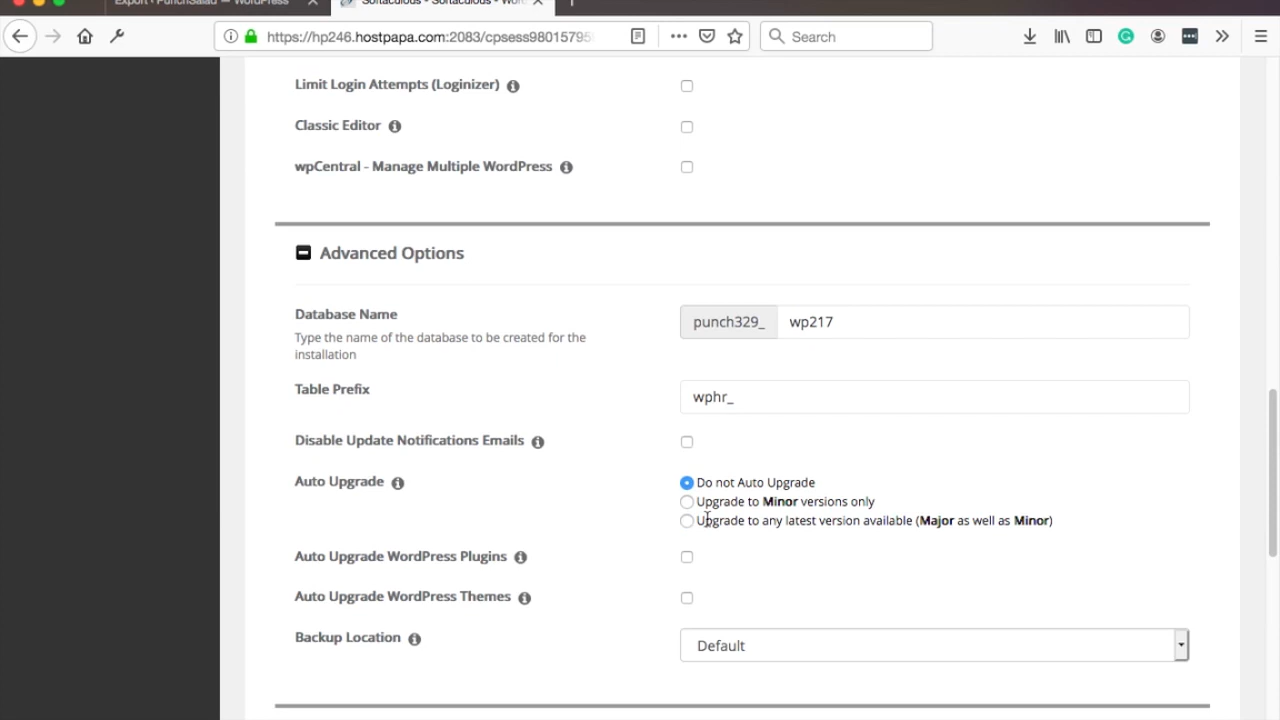 Export ‹ PunchSalad — WordPress
Softaculous - Softaculous - Wor
https://hp246.hostpapa.com:2083/cpsess98015795
Search
Limit Login Attempts (Loginizer)
Classic Editor
wpCentral - Manage Multiple WordPress
Advanced Options
Database Name
Type the name of the database to be created for the
installation
punch329_ wp217
Table Prefix
wphr_
Disable Update Notifications Emails
Auto Upgrade
Do not Auto Upgrade
Upgrade to Minor versions only
Upgrade to any latest version available (Major as well as Minor)
Auto Upgrade WordPress Plugins
Auto Upgrade WordPress Themes
Backup Location
Default